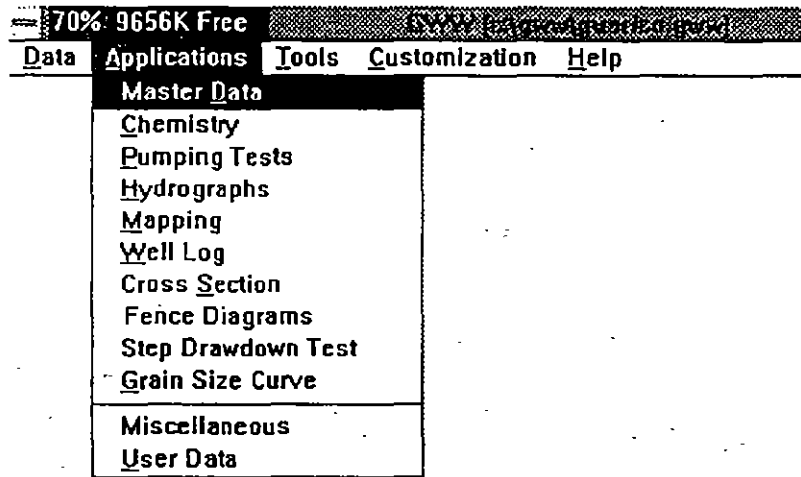 70% 9656K Free
Data Applications Tools Customization Help
Master Data
Chemistry
Pumping Tests
Hydrographs
Mapping
Well Log
Cross Section
Fence Diagrams
Step Drawdown Test
Grain Size Curve
Miscellaneous
User Data